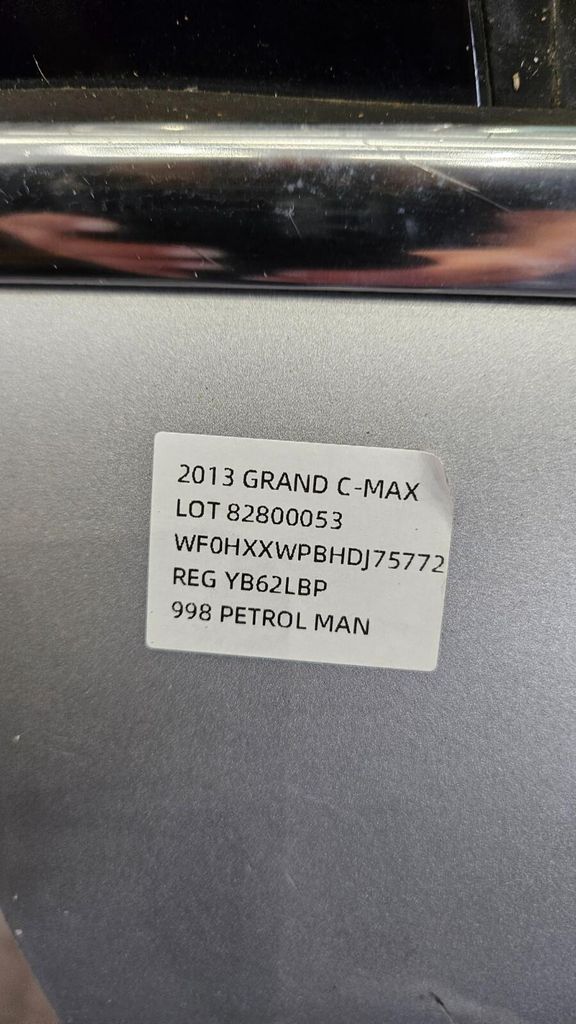 2013 GRAND C-MAX
LOT 82800053
WF0HXXWPBHDJ75772
REG YB62LBP
998 PETROL MAN